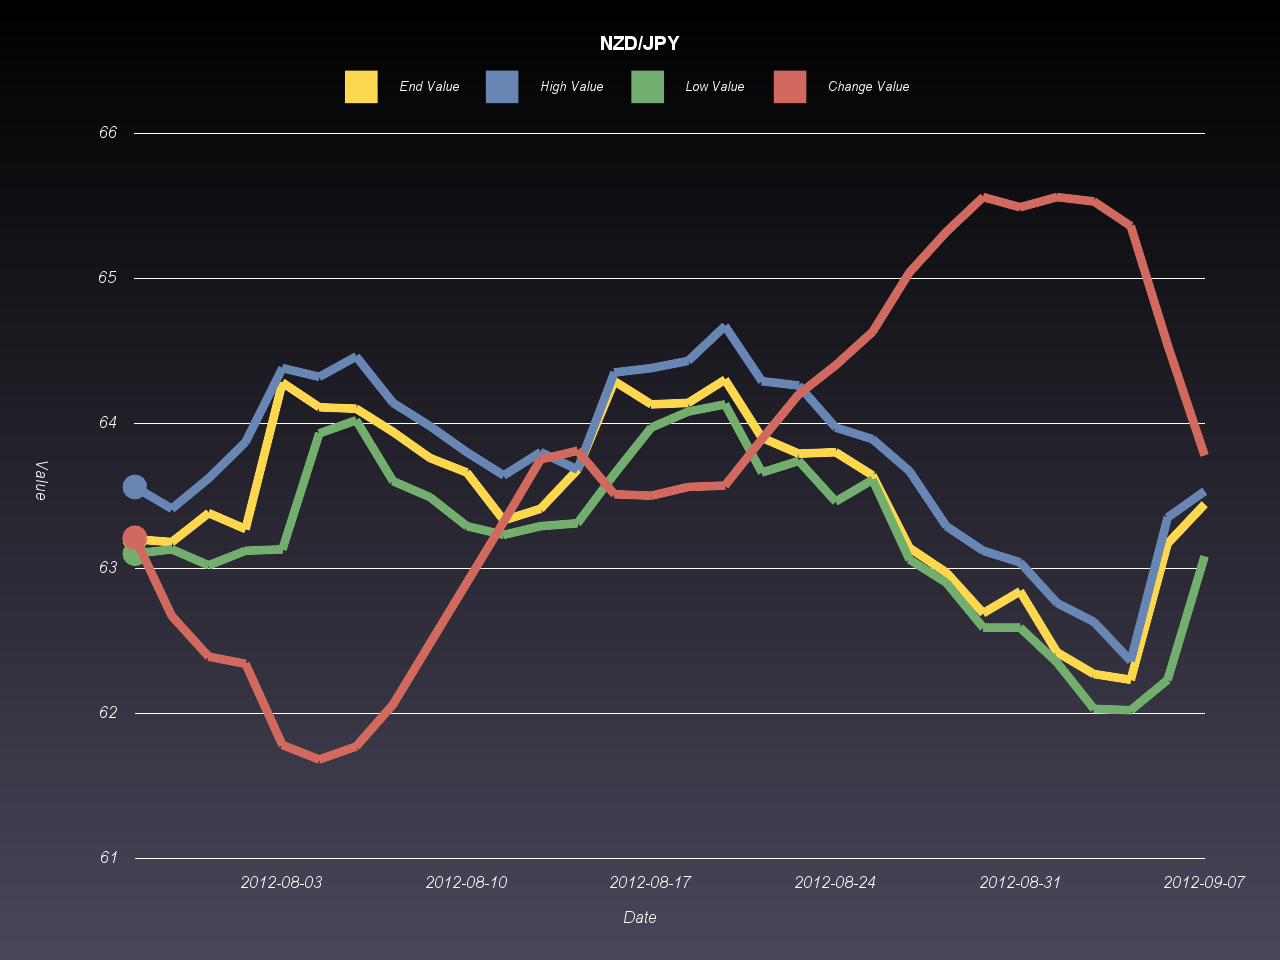 NZD/JPY
End Value
High Value
Low Value
Change Value
66
65
64
63
62
61
Value
2012-08-03
2012-08-10
2012-08-17
2012-08-24
2012-08-31
2012-09-07
Date